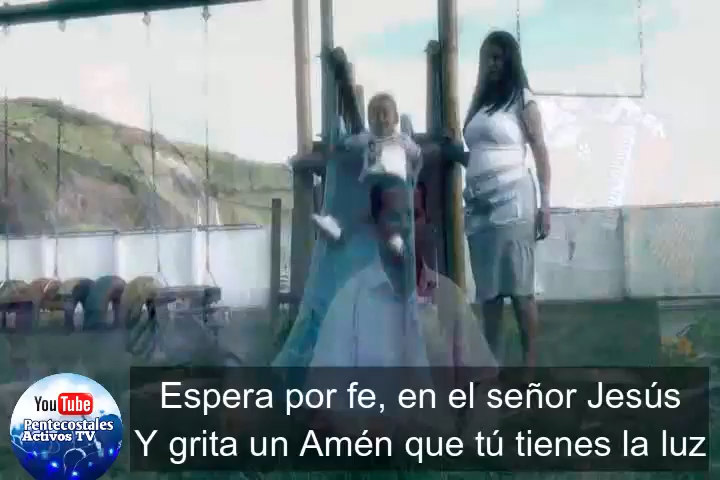 Espera por fe, en el señor Jesús
Y grita un Amén que tú tienes la luz
YouTube
Pentecostales
Activos TV